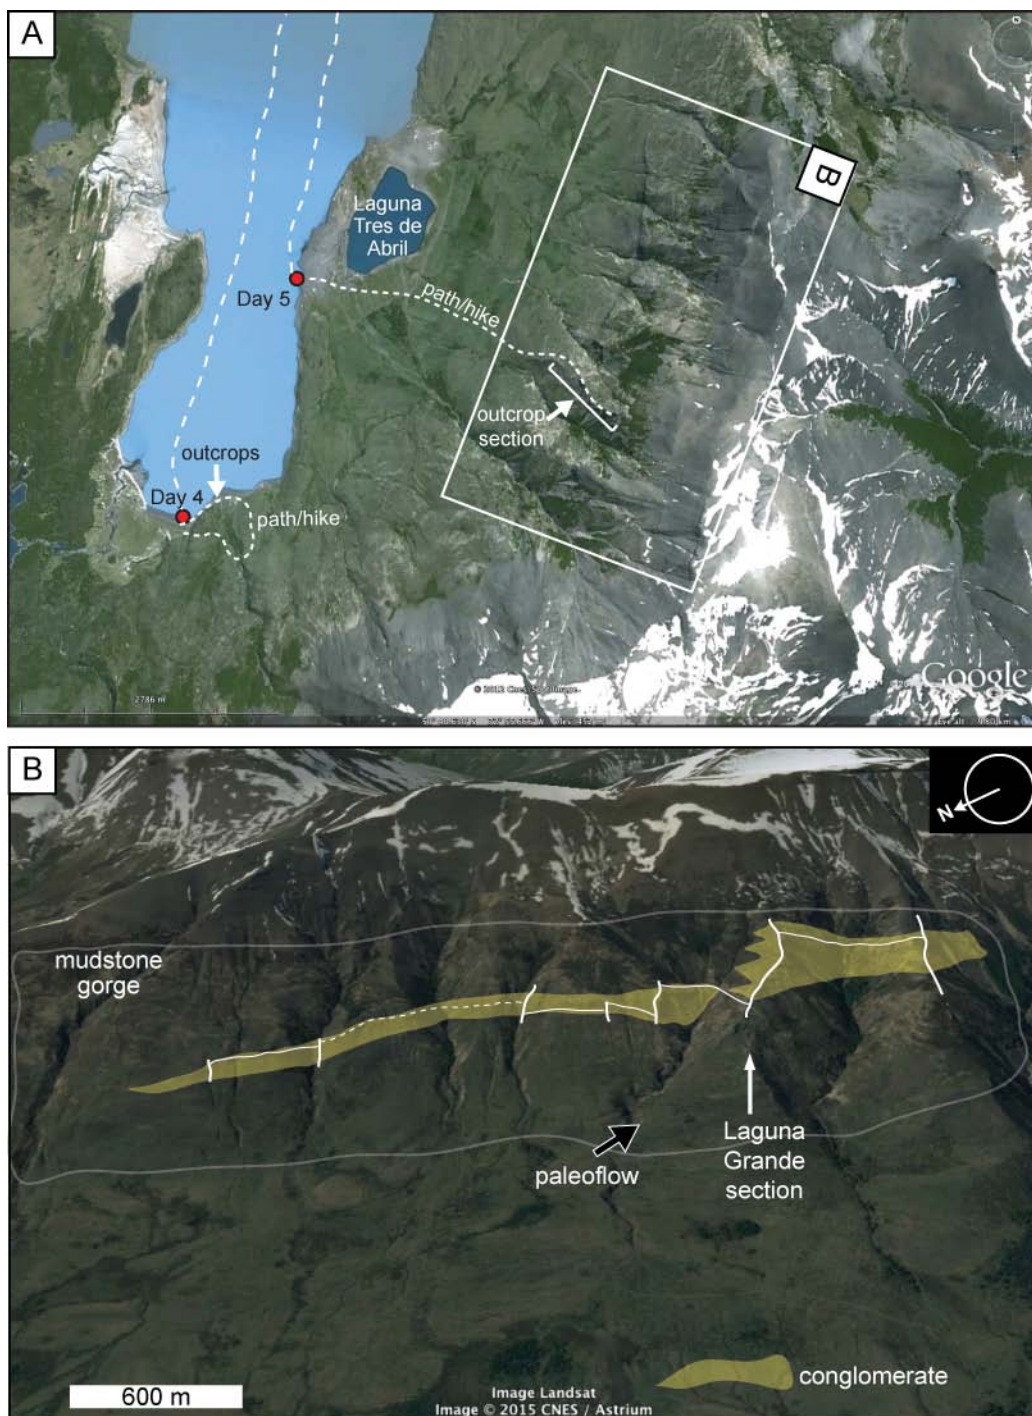 A
N
B
Laguna
Tres de
Abril
Day 5
path/hike
outcrop
section
outcrops
Day 4
path/hike
Google
2786 m
B
N
mudstone
gorge
paleoflow
Laguna
Grande
section
conglomerate
600 m
Image Landsat
Image © 2015 CNES / Astrium